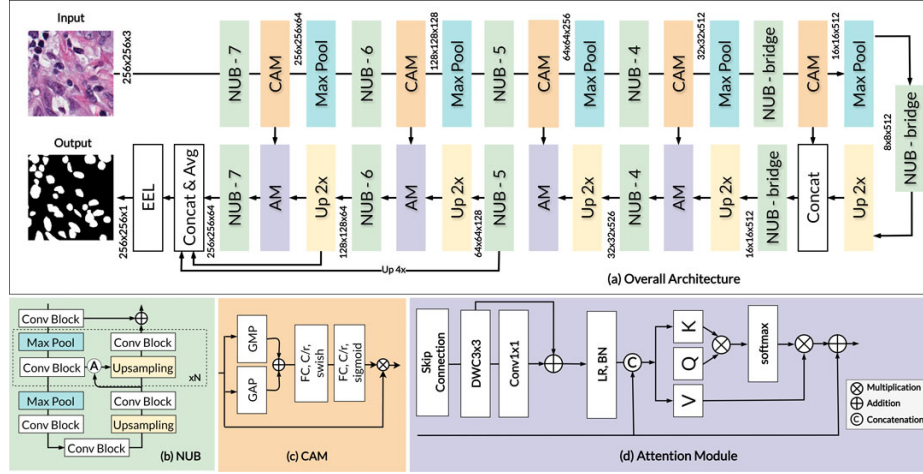 Input
256x256x3
NUB - 7
CAM
256x256x64
Max Pool
NUB - 6
CAM
128x128x128
Max Pool
NUB - 5
CAM
64x64x256
Max Pool
NUB - 4
CAM
32x32x512
Max Pool
NUB - bridge
CAM
16x16x512
Max Pool
8x8x512
NUB - bridge
Output
256x256x1
EEL
Concat & Avg
256x256x64
NUB - 7
AM
Up 2x
128x128x64
NUB - 6
AM
Up 2x
64x64x128
NUB - 5
AM
Up 2x
32x32x526
NUB - 4
AM
Up 2x
16x16x512
NUB - bridge
Concat
Up 2x
Up 4x
(a) Overall Architecture
Conv Block
Max Pool
Conv Block
Conv Block
A
Upsampling
xN
Max Pool
Conv Block
Conv Block
Upsampling
Conv Block
(b) NUB
GMP
GAP
FC, C/r, swish
FC, C/r, sigmoid
(c) CAM
Skip Connection
DWC3x3
Conv1x1
LR, BN
C
K
Q
V
softmax
Multiplication
Addition
C Concatenation
(d) Attention Module